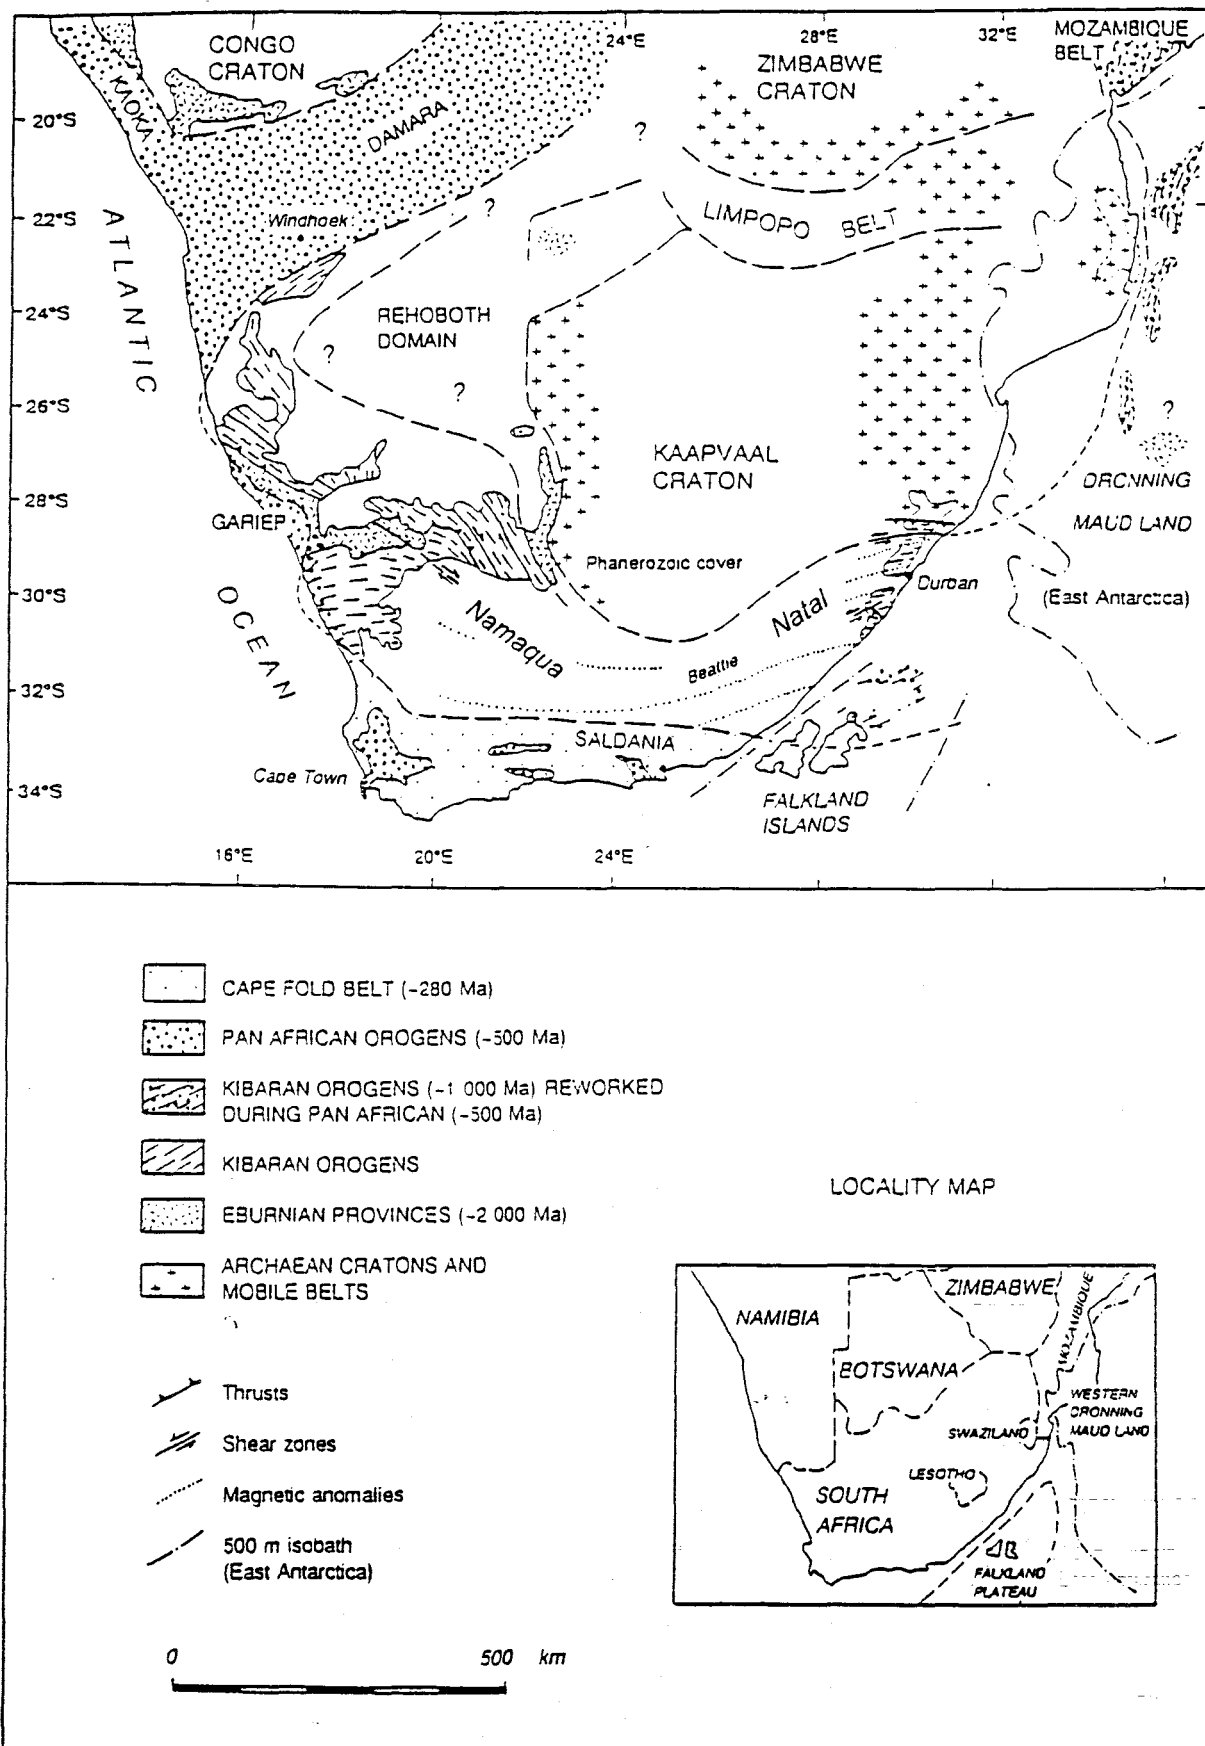 24°E
28°E
32°E
MOZAMBIQUE
BELT
CONGO
CRATON
ZIMBABWE
CRATON
KAOKA
DAMARA
20°S
?
22°S
Windhoek
?
LIMPOPO BELT
ATLANTIC
OCEAN
24°S
REHOBOTH
DOMAIN
?
?
26°S
?
KAAPVAAL
CRATON
DRONNING
MAUD LAND
(East Antarctica)
28°S
GARIEP
Phanerozoic cover
30°S
Durban
Namaqua
Natal
Beattie
32°S
SALDANIA
Cape Town
34°S
FALKLAND
ISLANDS
16°E
20°E
24°E
28°E
32°E
CAPE FOLD BELT (~280 Ma)
PAN AFRICAN OROGENS (~500 Ma)
KIBARAN OROGENS (~1 000 Ma) REWORKED
DURING PAN AFRICAN (~500 Ma)
KIBARAN OROGENS
EBURNIAN PROVINCES (~2 000 Ma)
ARCHAEAN CRATONS AND
MOBILE BELTS
Thrusts
Shear zones
Magnetic anomalies
500 m isobath
(East Antarctica)
0 500 km
LOCALITY MAP
ZIMBABWE
MOZAMBIQUE
NAMIBIA
BOTSWANA
WESTERN
DRONNING
MAUD LAND
SWAZILAND
LESOTHO
SOUTH
AFRICA
FALKLAND
PLATEAU